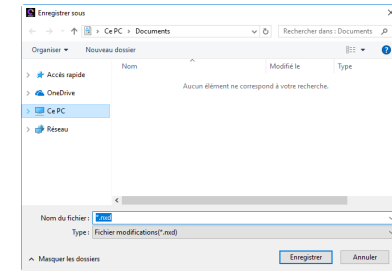 Enregistrer sous
Ce PC > Documents
Rechercher dans : Documents
Organiser
Nouveau dossier
Nom
Modifié le
Type
Aucun élément ne correspond à votre recherche.
Accès rapide
OneDrive
Ce PC
Réseau
Nom du fichier : *.nxd
Type : Fichier modifications(*.nxd)
Masquer les dossiers
Enregistrer
Annuler